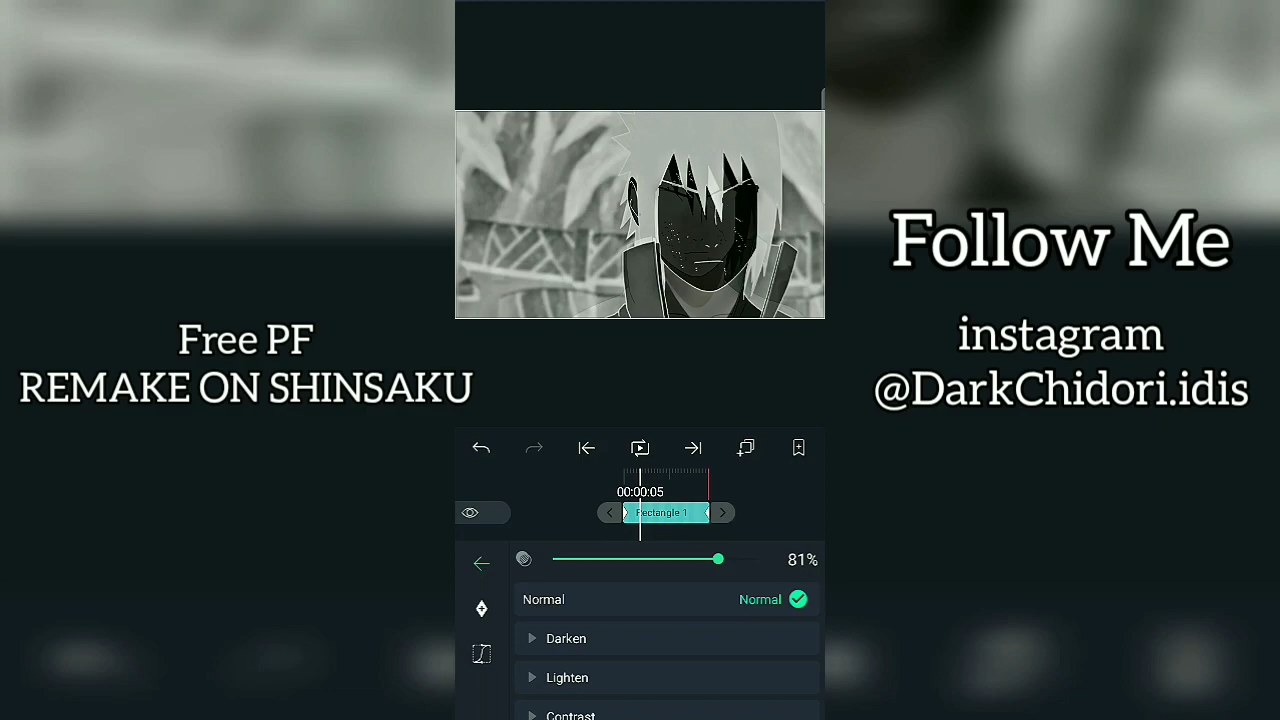 Free PF
REMAKE ON SHINSAKU
Follow Me
instagram
@DarkChidori.idis
00:00:05
Rectangle 1
81%
Normal Normal
Darken
Lighten
Contrast